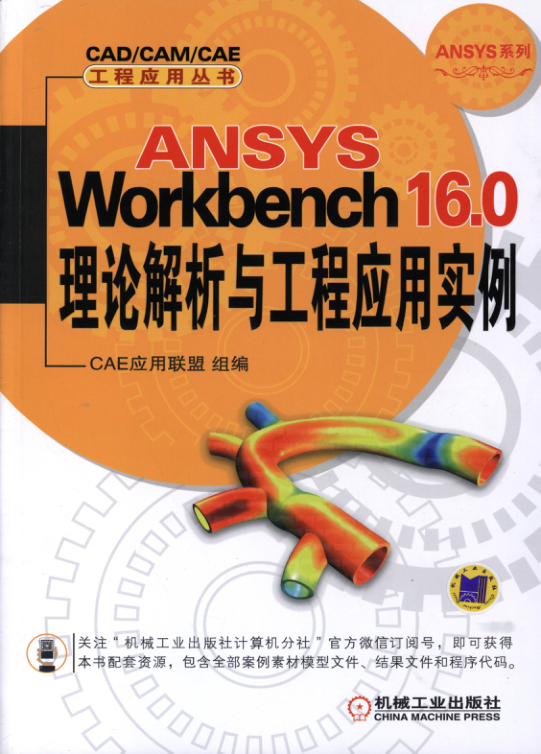 CAD/CAM/CAE
工程应用丛书
ANSYS系列
ANSYS
Workbench 16.0
理论解析与工程应用实例
CAE应用联盟 组编
关注“机械工业出版社计算机分社”官方微信订阅号，即可获得
本书配套资源，包含全部案例素材模型文件、结果文件和程序代码。
机械工业出版社
CHINA MACHINE PRESS